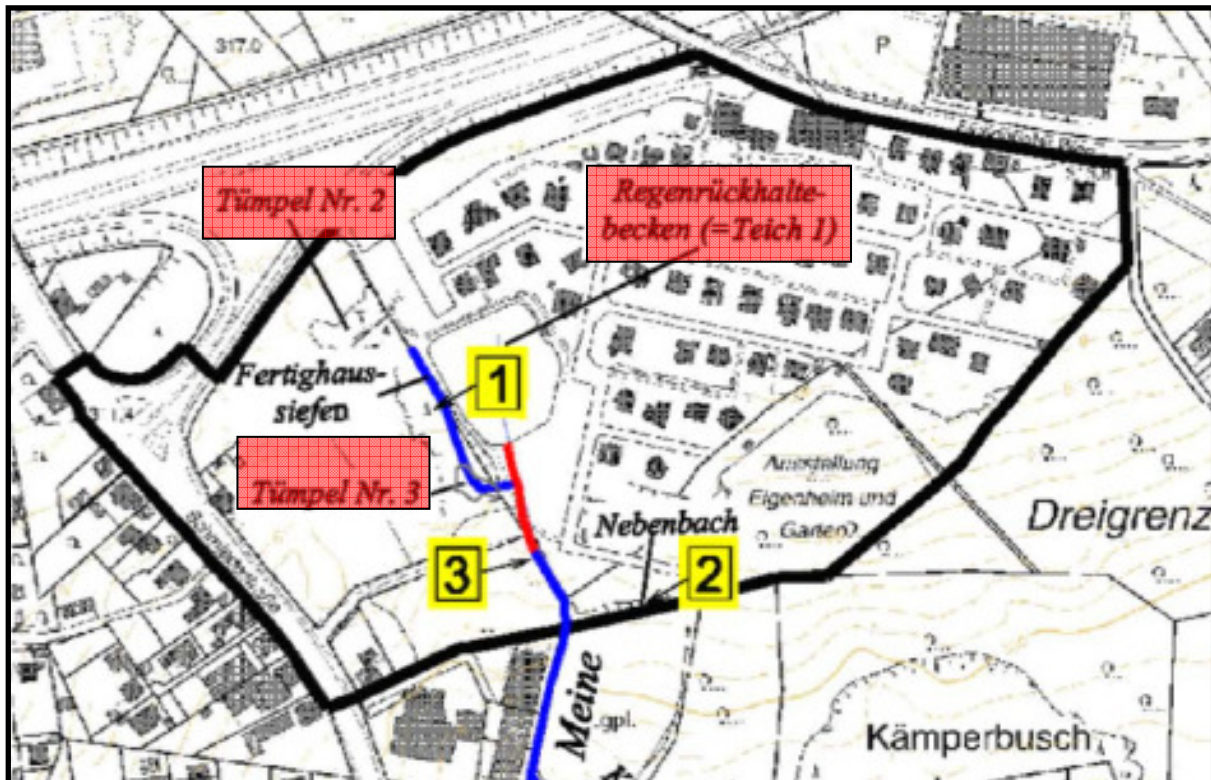 317.0
P
Tümpel Nr. 2
Regenrückhalte-
becken (=Teich 1)
Fertighaus-
siefen
1
Tümpel Nr. 3
Ausstellung
Eigenheim und
Garten
Nebenbach
Dreigrenz
3
2
Meine
gpl.
Kämperbusch